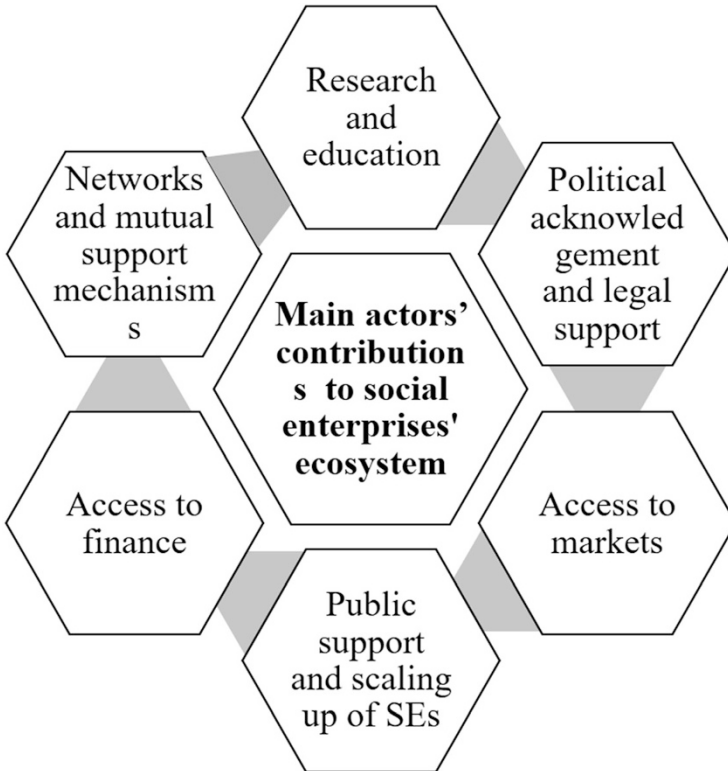 Research
and
education
Networks
and mutual
support
mechanism
s
Political
acknowled
gement
and legal
support
Main actors’
contribution
s to social
enterprises'
ecosystem
Access to
finance
Access to
markets
Public
support
and scaling
up of SEs